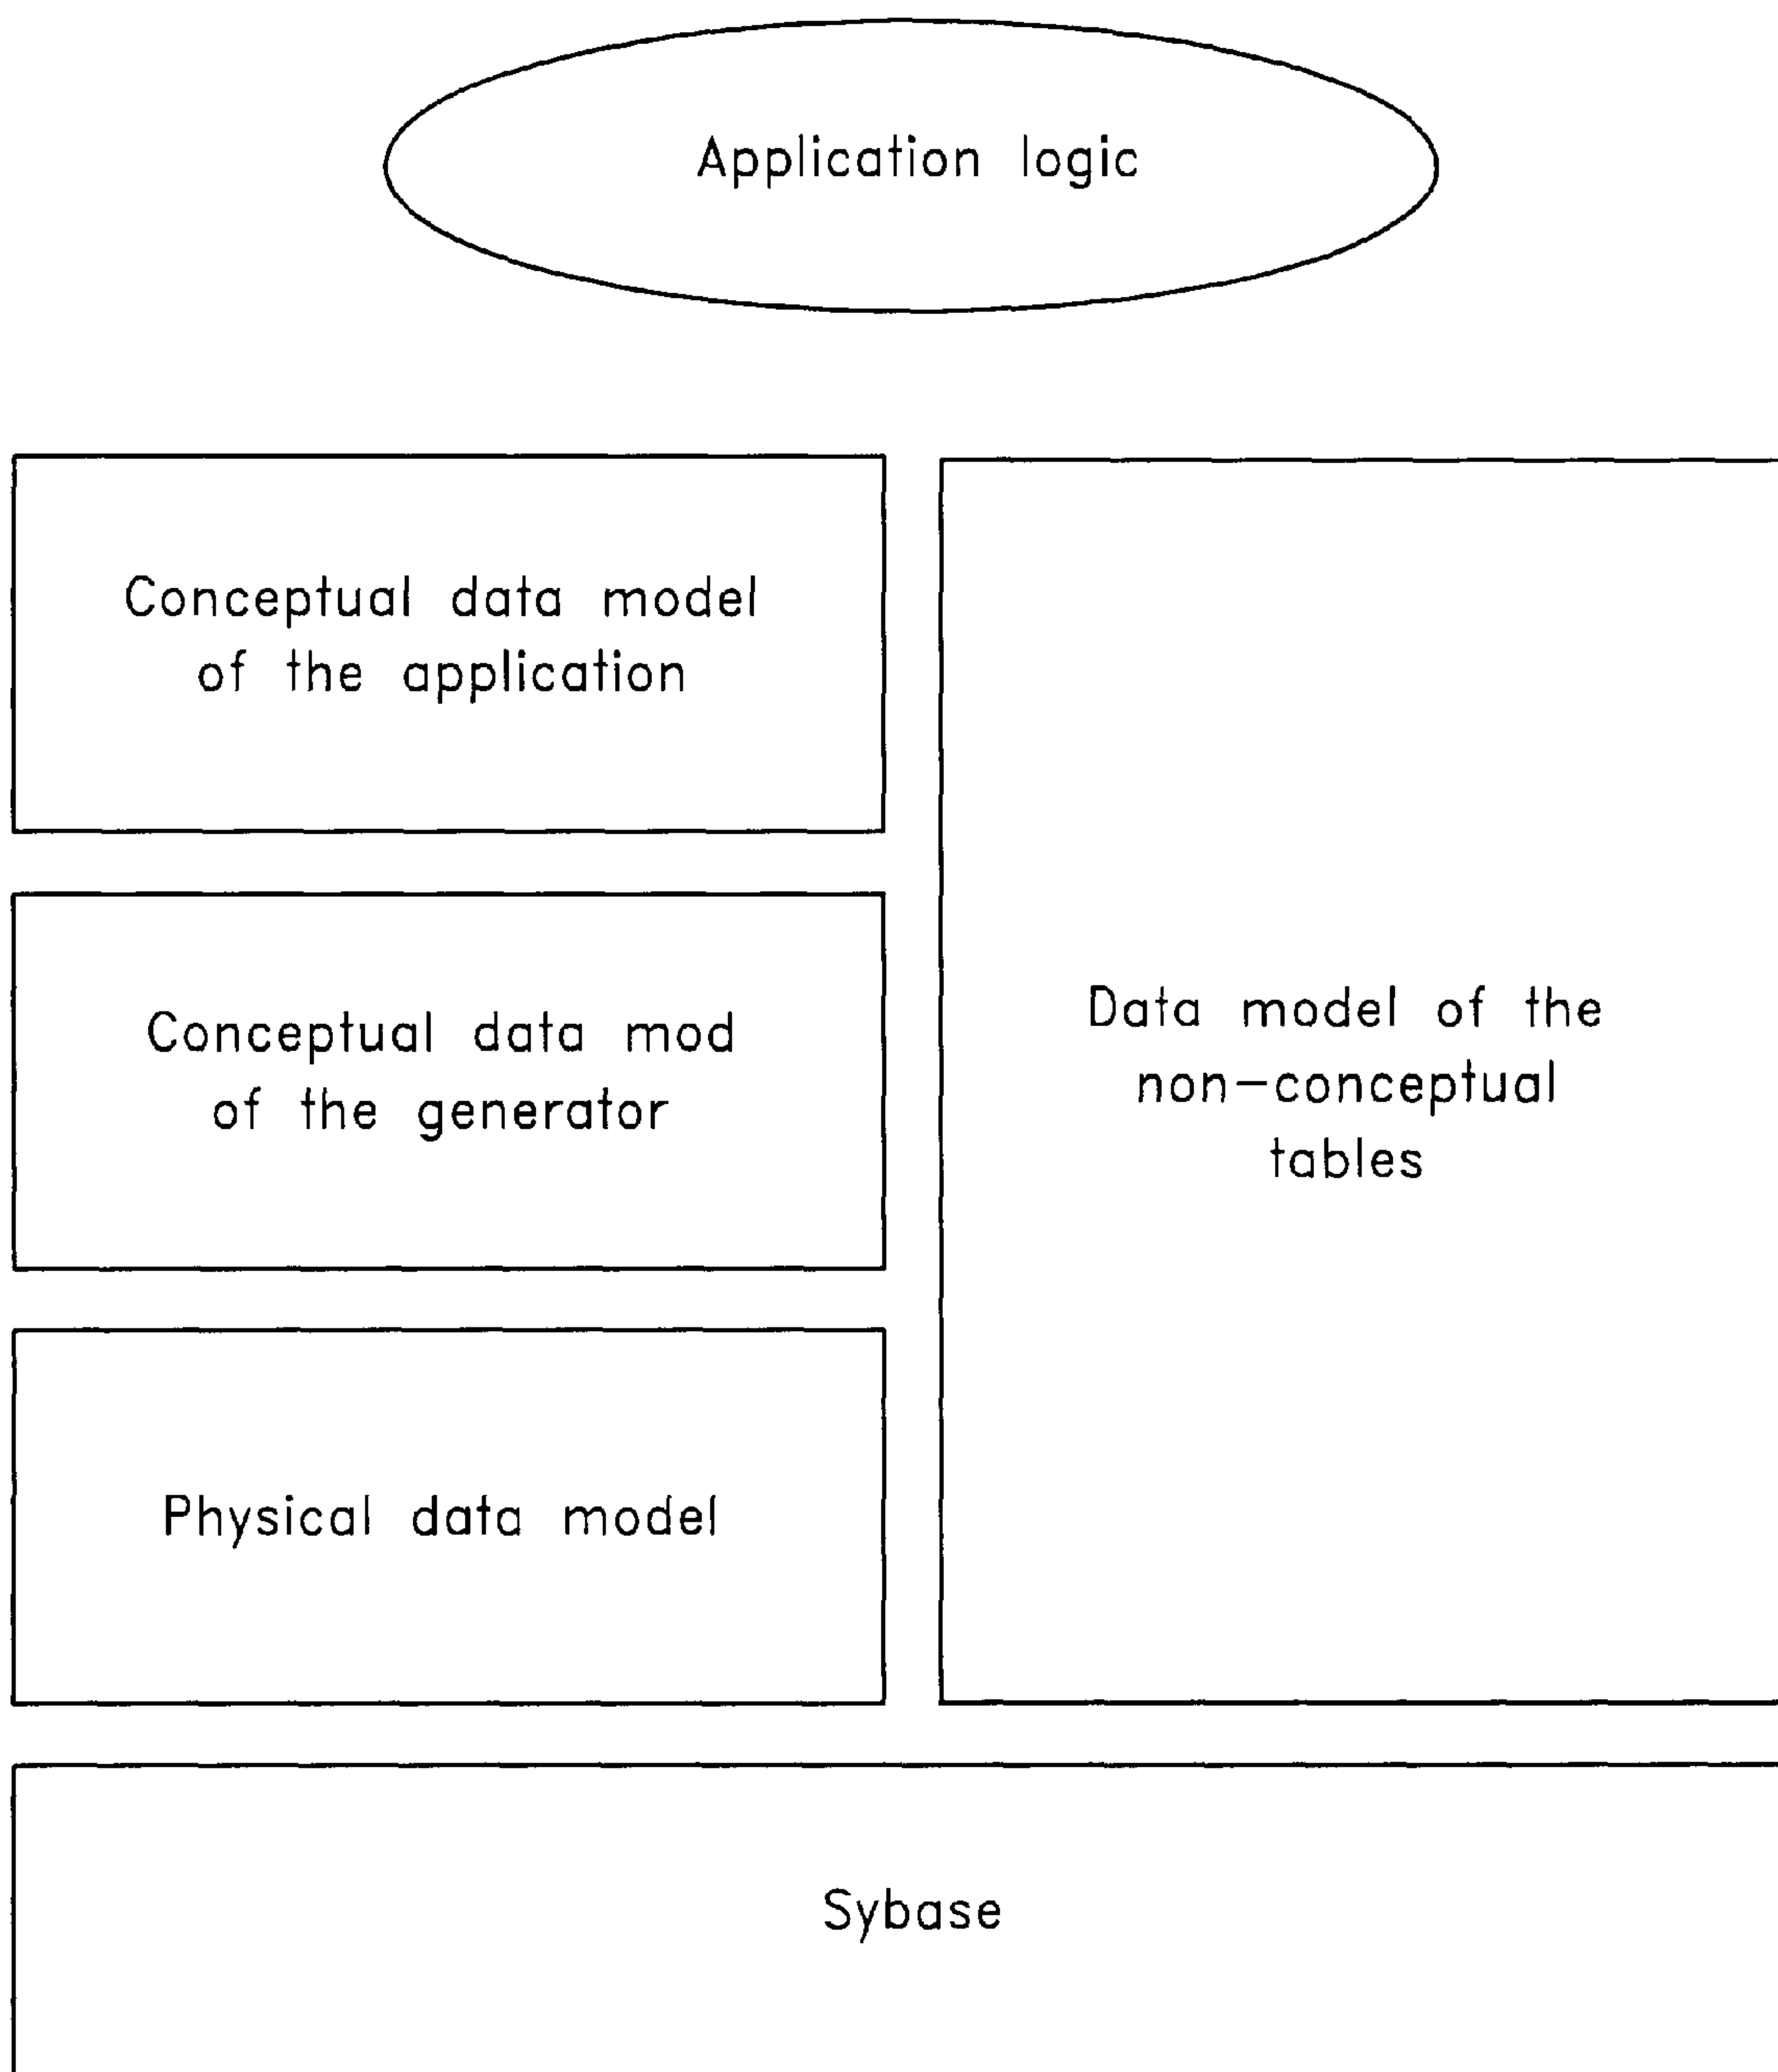 Application logic
Conceptual data model
of the application
Conceptual data mod
of the generator
Physical data model
Data model of the
non-conceptual
tables
Sybase